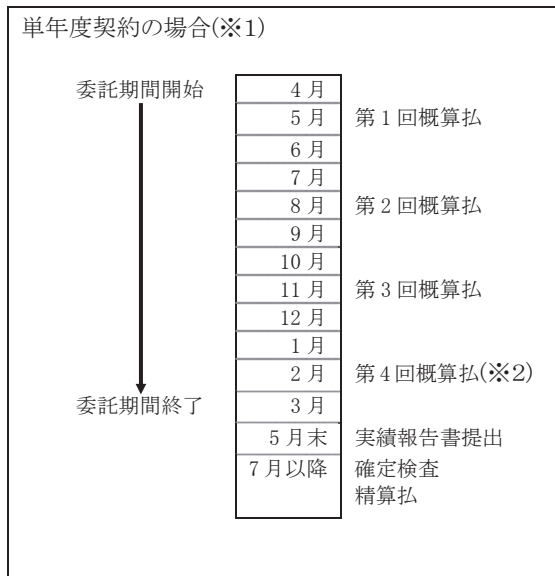 単年度契約の場合(※1)
委託期間開始 4月
5月 第1回概算払
6月
7月
8月 第2回概算払
9月
10月
11月 第3回概算払
12月
1月
2月 第4回概算払(※2)
委託期間終了 3月
5月末 実績報告書提出
7月以降 確定検査
精算払